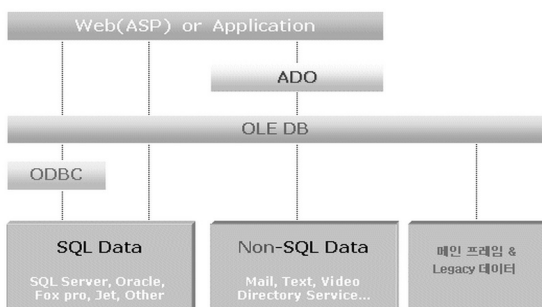 Web(ASP) or Application
ADO
OLE DB
ODBC
SQL Data
SQL Server, Oracle,
Fox pro, Jet, Other
Non-SQL Data
Mail, Text, Video
Directory Service...
메인 프레임 &
Legacy 데이터